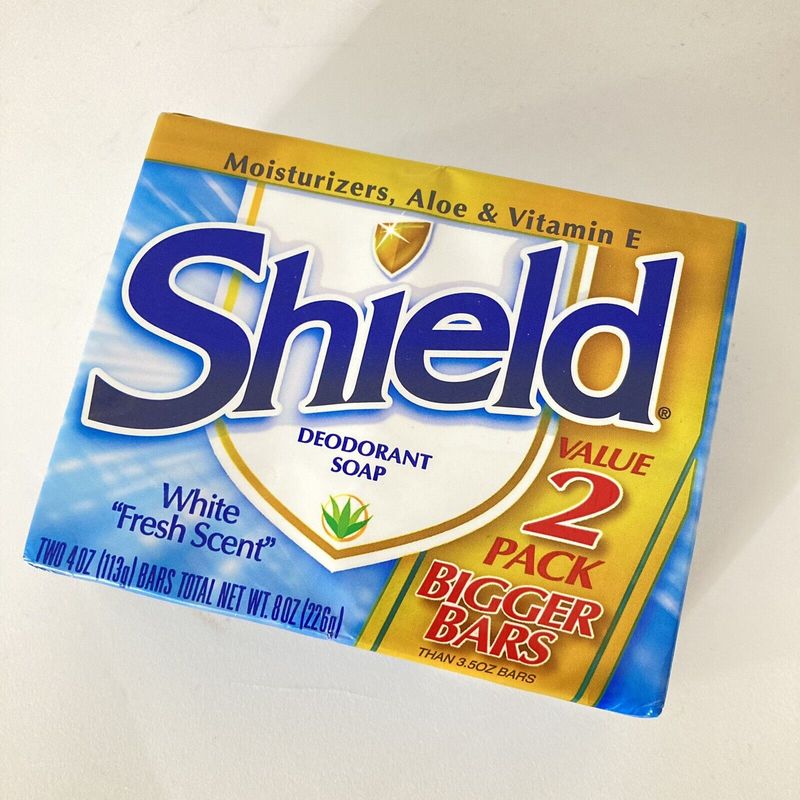 Moisturizers, Aloe & Vitamin E
Shield®
DEODORANT
SOAP
White
"Fresh Scent"
TWO 4 OZ (113g) BARS TOTAL NET WT. 8 OZ (226g)
VALUE
2
PACK
BIGGER
BARS
THAN 3.5OZ BARS